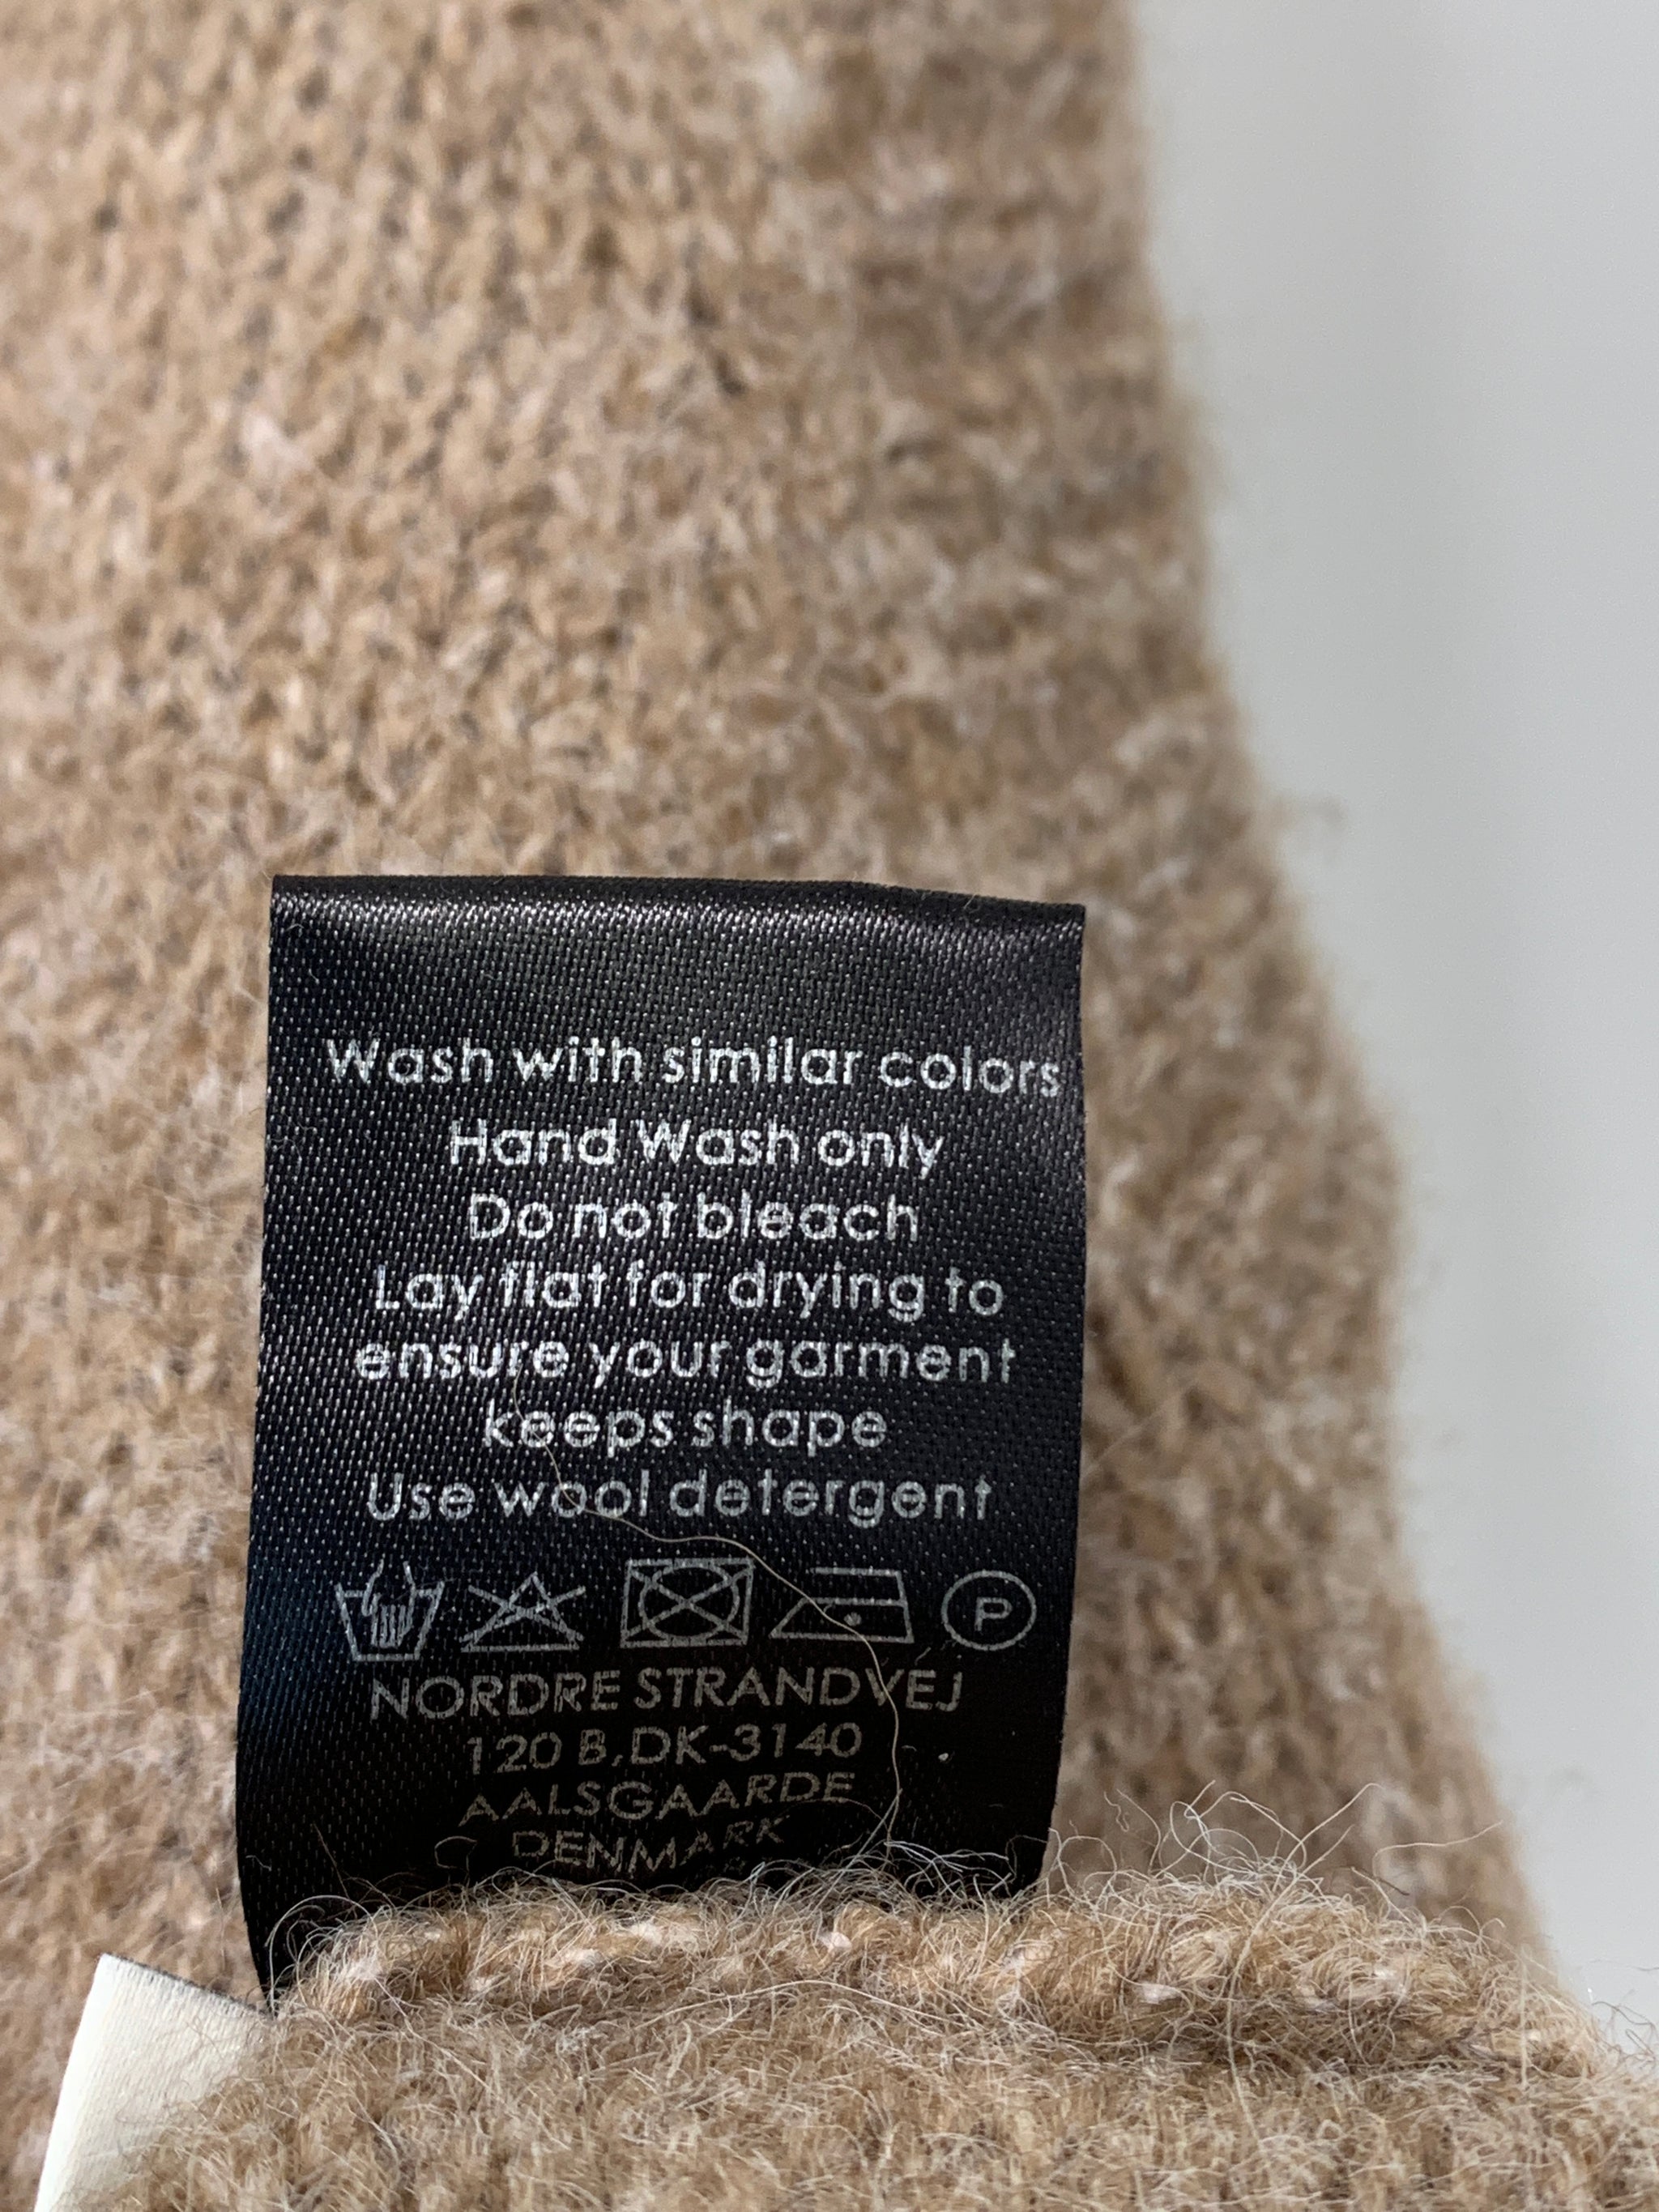 Wash with similar colors
Hand Wash only
Do not bleach
Lay flat for drying to
ensure your garment
keeps shape
Use wool detergent
P
NORDRE STRANDVEJ
120 B, DK-3140
AALSGAARDE
DENMARK